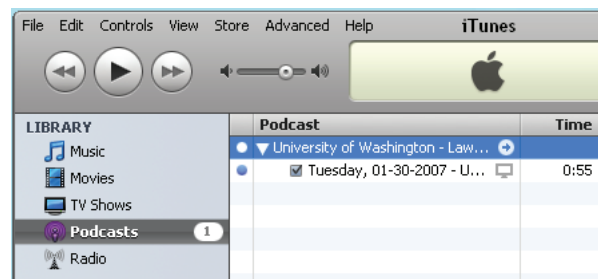 File Edit Controls View Store Advanced Help iTunes
LIBRARY
Music
Movies
TV Shows
Podcasts 1
Radio
Podcast Time
University of Washington - Law...
Tuesday, 01-30-2007 - U... 0:55